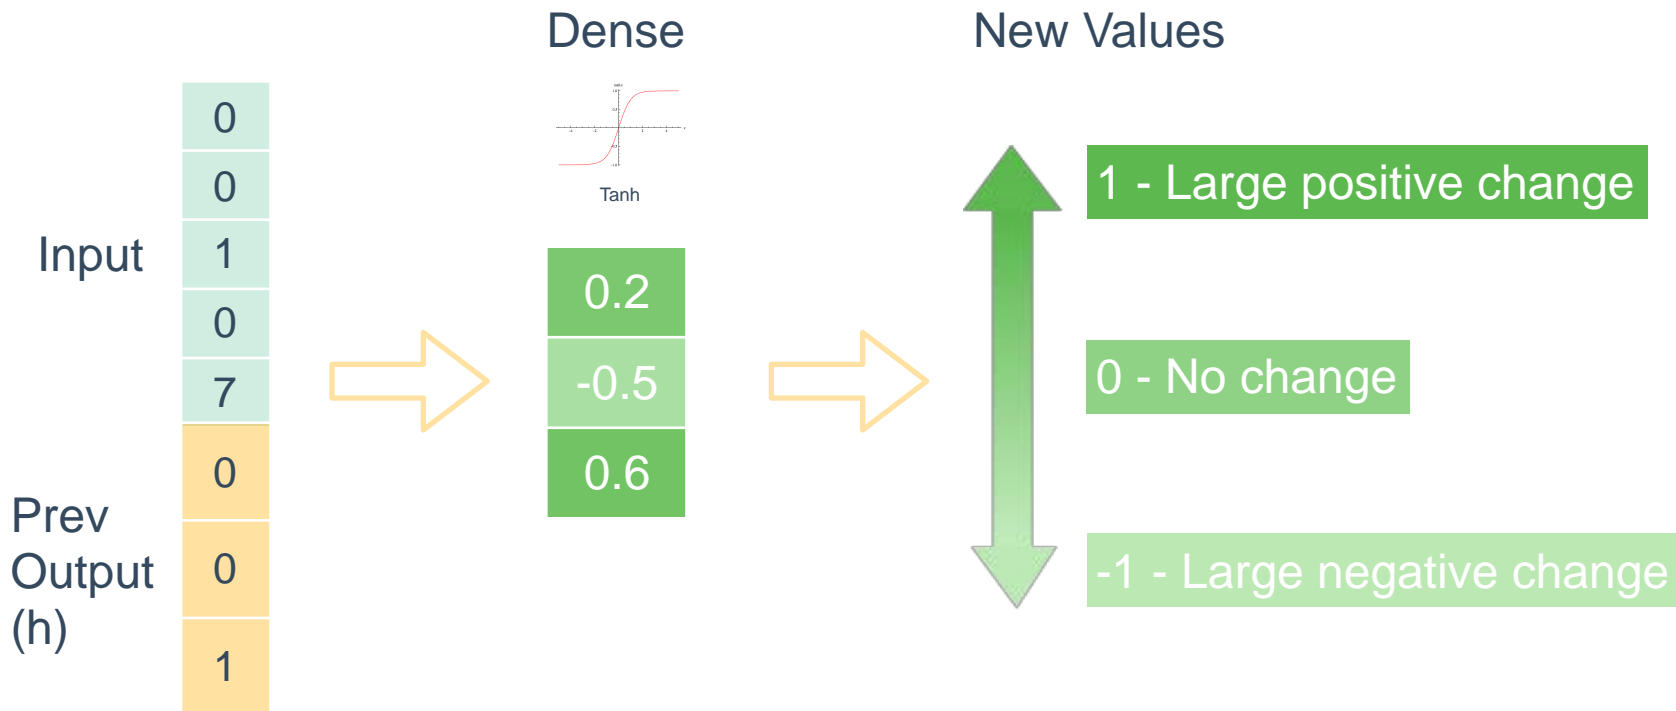 Dense
New Values
0
0
1
0
7
0
0
1
Input
Prev
Output
(h)
Tanh
0.2
-0.5
0.6
1 - Large positive change
0 - No change
-1 - Large negative change